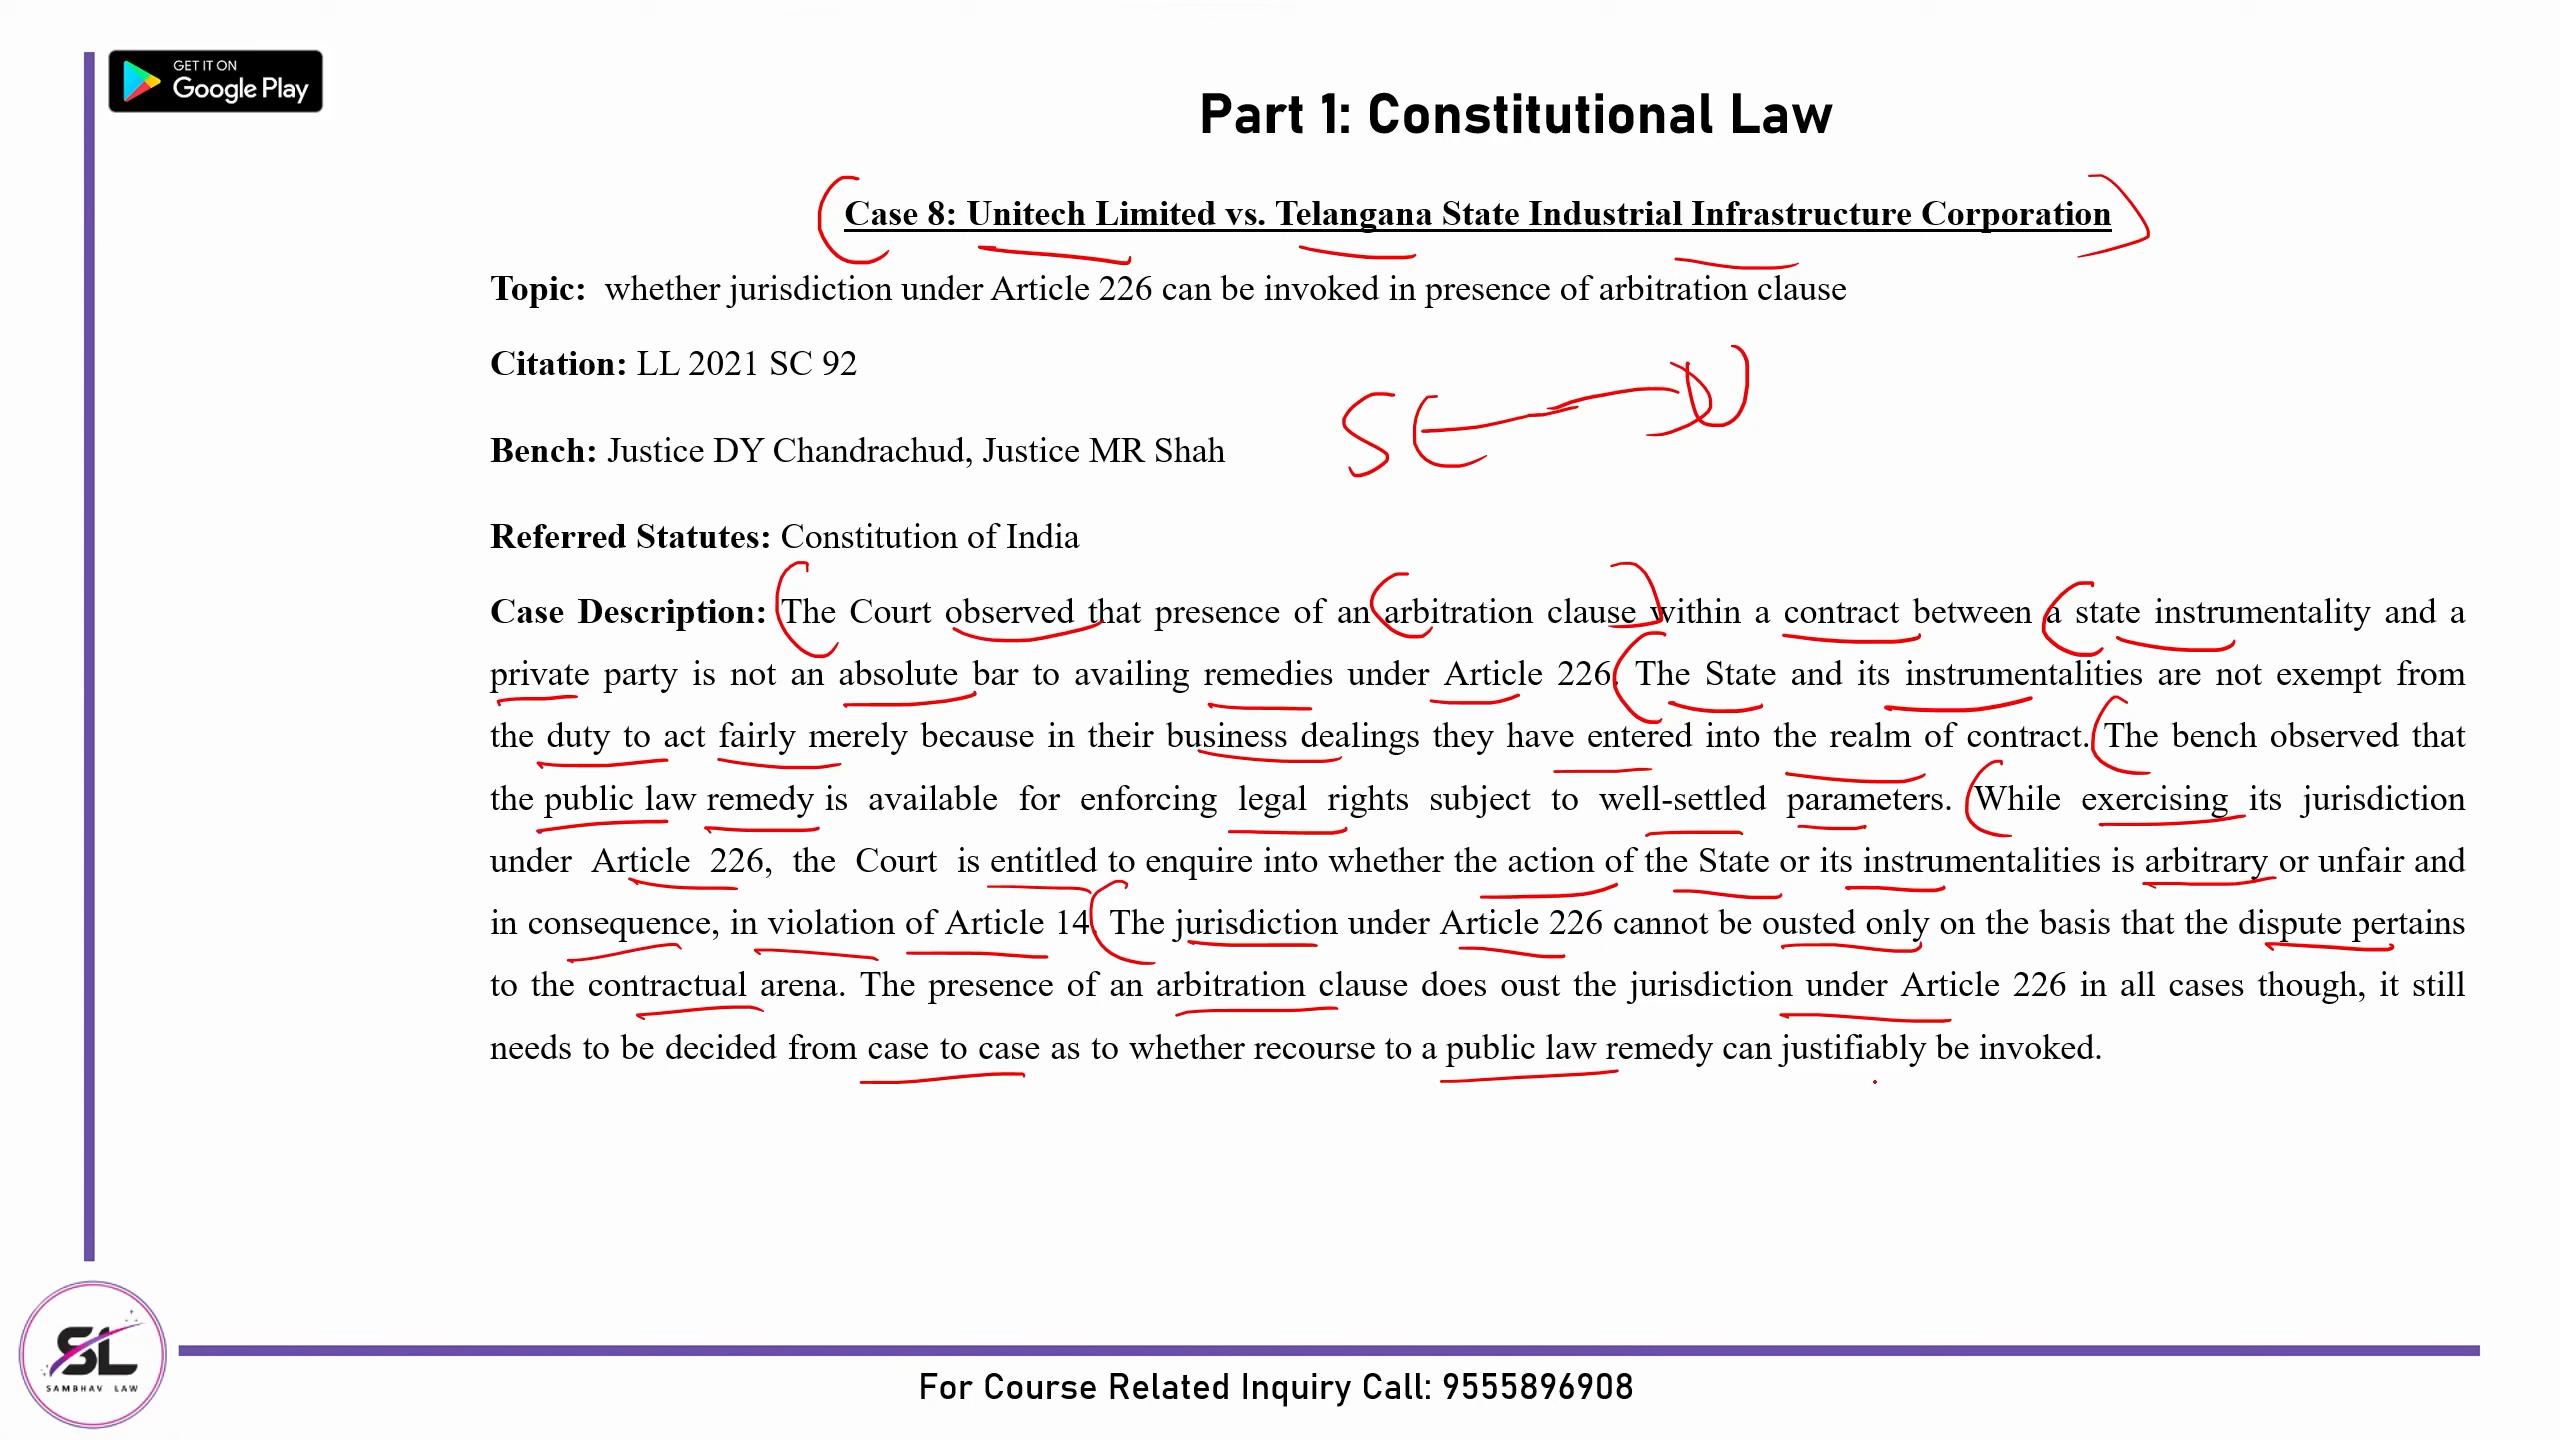 GET IT ON
Google Play
Part 1: Constitutional Law
Case 8: Unitech Limited vs. Telangana State Industrial Infrastructure Corporation
Topic: whether jurisdiction under Article 226 can be invoked in presence of arbitration clause
Citation: LL 2021 SC 92
Bench: Justice DY Chandrachud, Justice MR Shah
Referred Statutes: Constitution of India
Case Description: The Court observed that presence of an arbitration clause within a contract between a state instrumentality and a
private party is not an absolute bar to availing remedies under Article 226. The State and its instrumentalities are not exempt from
the duty to act fairly merely because in their business dealings they have entered into the realm of contract. The bench observed that
the public law remedy is available for enforcing legal rights subject to well-settled parameters. While exercising its jurisdiction
under Article 226, the Court is entitled to enquire into whether the action of the State or its instrumentalities is arbitrary or unfair and
in consequence, in violation of Article 14. The jurisdiction under Article 226 cannot be ousted only on the basis that the dispute pertains
to the contractual arena. The presence of an arbitration clause does oust the jurisdiction under Article 226 in all cases though, it still
needs to be decided from case to case as to whether recourse to a public law remedy can justifiably be invoked.
SL
SAMBHAV LAW
For Course Related Inquiry Call: 9555896908